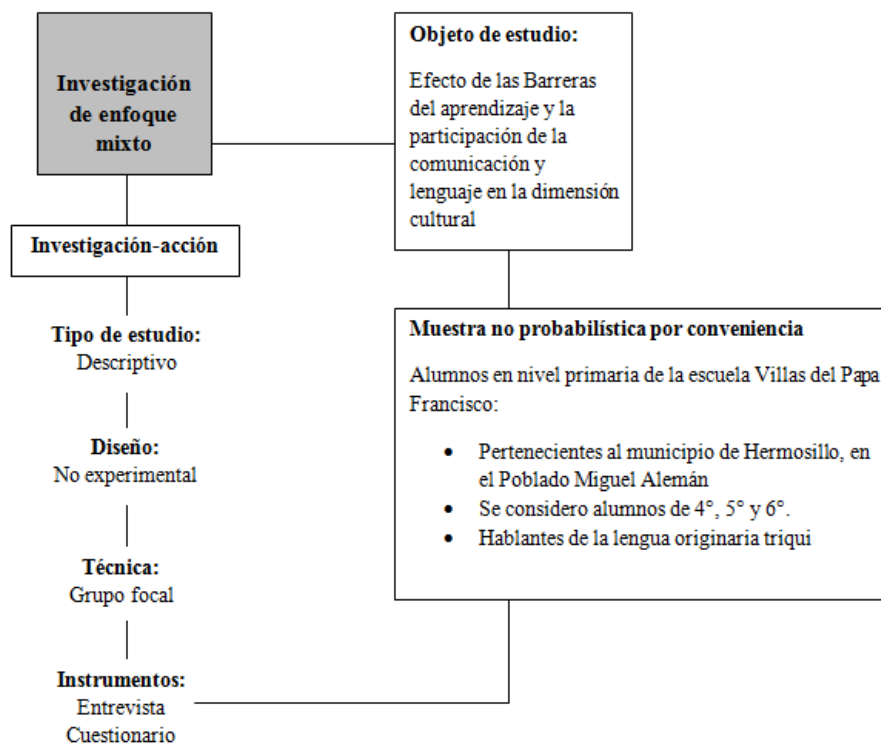 Investigación
de enfoque
mixto
Objeto de estudio:
Efecto de las Barreras
del aprendizaje y la
participación de la
comunicación y
lenguaje en la dimensión
cultural
Investigación-acción
Tipo de estudio:
Descriptivo
Diseño:
No experimental
Técnica:
Grupo focal
Instrumentos:
Entrevista
Cuestionario
Muestra no probabilística por conveniencia
Alumnos en nivel primaria de la escuela Villas del Papa
Francisco:
• Pertenecientes al municipio de Hermosillo, en
el Poblado Miguel Alemán
• Se considero alumnos de 4°, 5° y 6°.
• Hablantes de la lengua originaria triqui